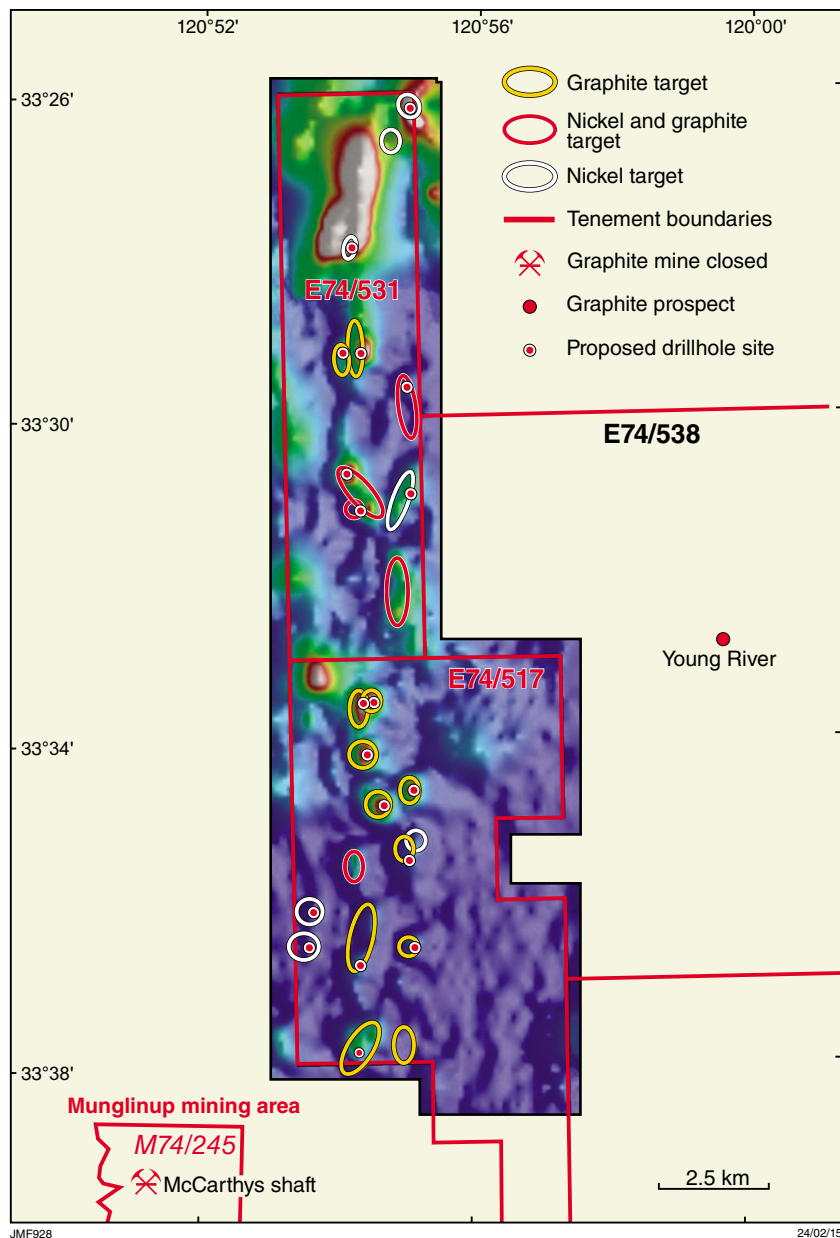 120°52' 120°56' 120°00'
33°26'
33°30'
33°34'
33°38'
Graphite target
Nickel and graphite
target
Nickel target
Tenement boundaries
Graphite mine closed
Graphite prospect
Proposed drillhole site
E74/531
E74/538
Young River
E74/517
Munglinup mining area
M74/245
McCarthys shaft
2.5 km
JMF928
24/02/15